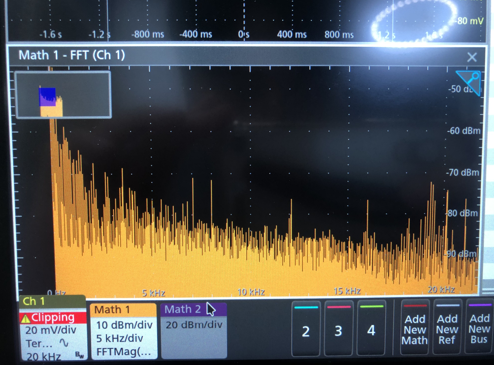 -80 mV
-1.6 s -1.2 s -800 ms -400 ms 0 s 400 ms 800 ms 1.2 s
Math 1 - FFT (Ch 1)
-50 dBm
-60 dBm
-70 dBm
-80 dBm
-90 dBm
0 Hz 5 kHz 10 kHz 15 kHz 20 kHz
Ch 1
Clipping
20 mV/div
Ter...
20 kHz
Math 1
10 dBm/div
5 kHz/div
FFTMag(...
Math 2
20 dBm/div
2
3
4
Add
New
Math
Add
New
Ref
Add
New
Bus